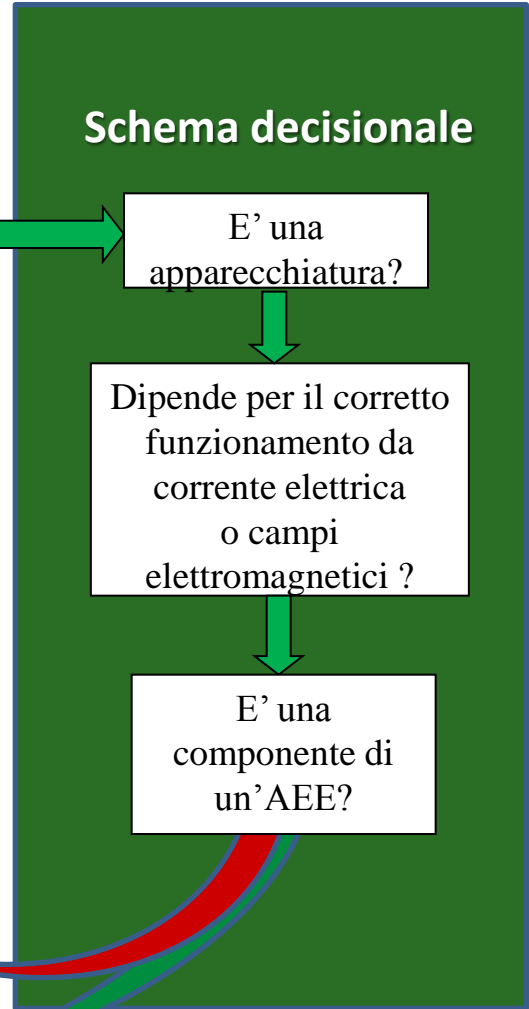 Schema decisionale
E’ una
apparecchiatura?
Dipende per il corretto
funzionamento da
corrente elettrica
o campi
elettromagnetici ?
E’ una
componente di
un’AEE?